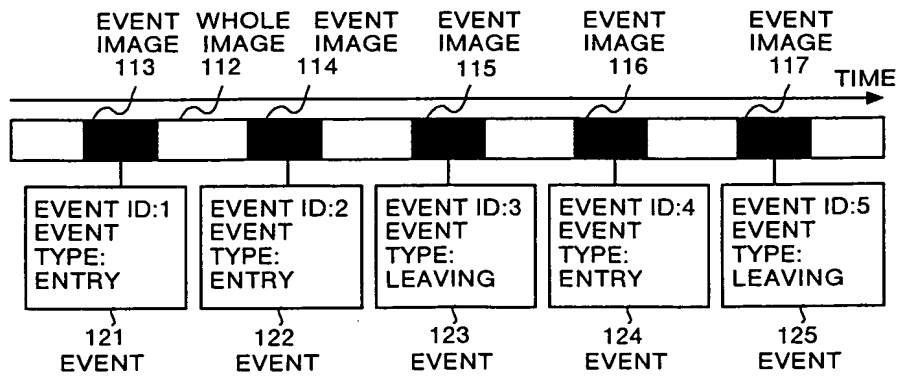 EVENT IMAGE 113
WHOLE IMAGE 112
EVENT IMAGE 114
EVENT IMAGE 115
EVENT IMAGE 116
EVENT IMAGE 117
TIME
EVENT ID:1
EVENT
TYPE:
ENTRY
EVENT ID:2
EVENT
TYPE:
ENTRY
EVENT ID:3
EVENT
TYPE:
LEAVING
EVENT ID:4
EVENT
TYPE:
ENTRY
EVENT ID:5
EVENT
TYPE:
LEAVING
121
EVENT
122
EVENT
123
EVENT
124
EVENT
125
EVENT